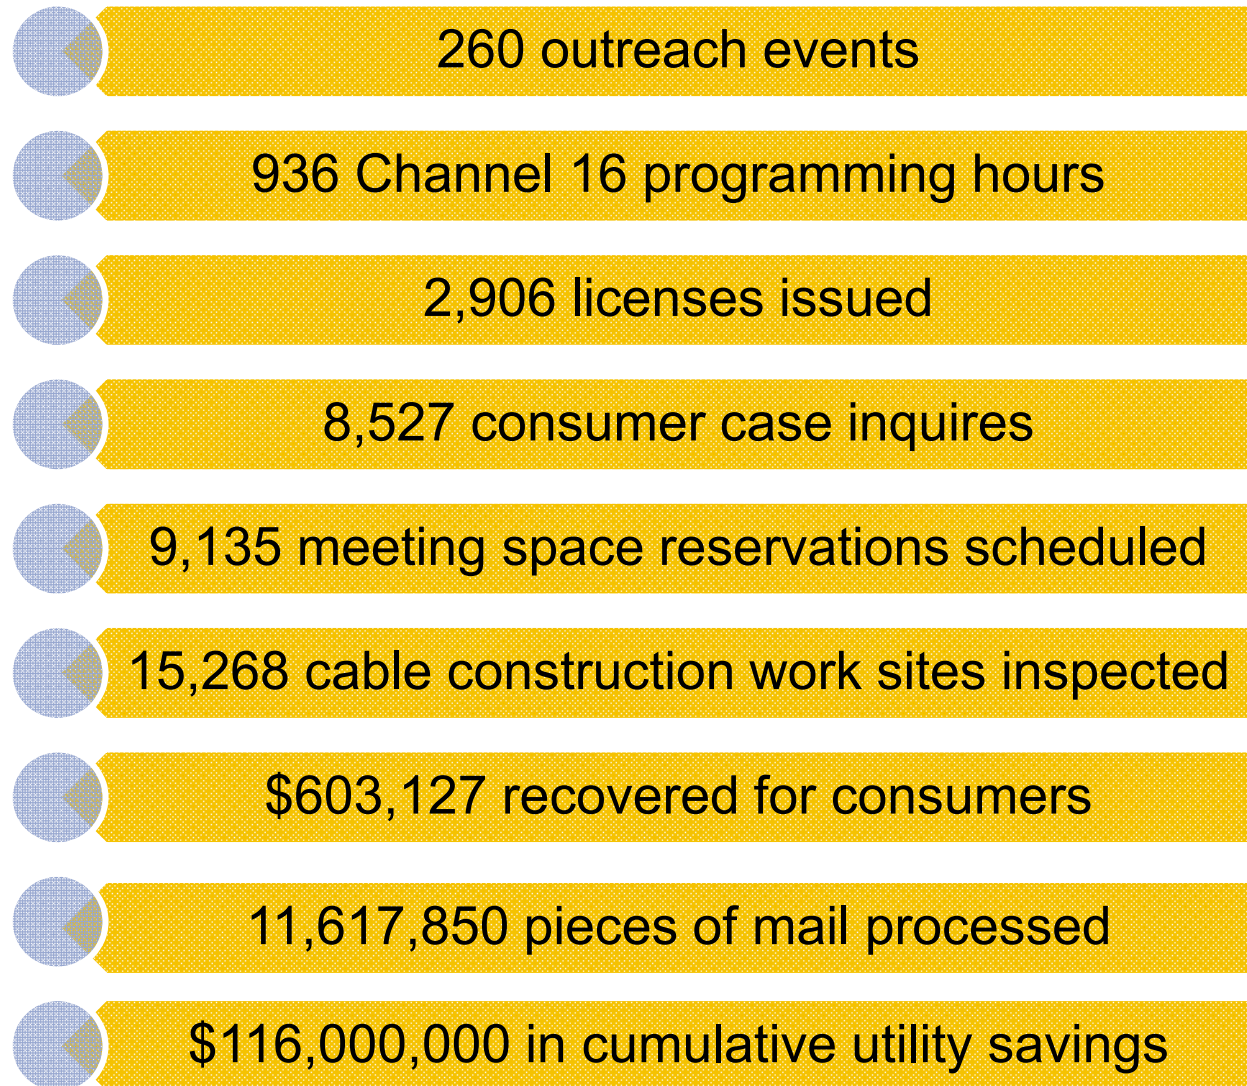 260 outreach events
936 Channel 16 programming hours
2,906 licenses issued
8,527 consumer case inquires
9,135 meeting space reservations scheduled
15,268 cable construction work sites inspected
$603,127 recovered for consumers
11,617,850 pieces of mail processed
$116,000,000 in cumulative utility savings